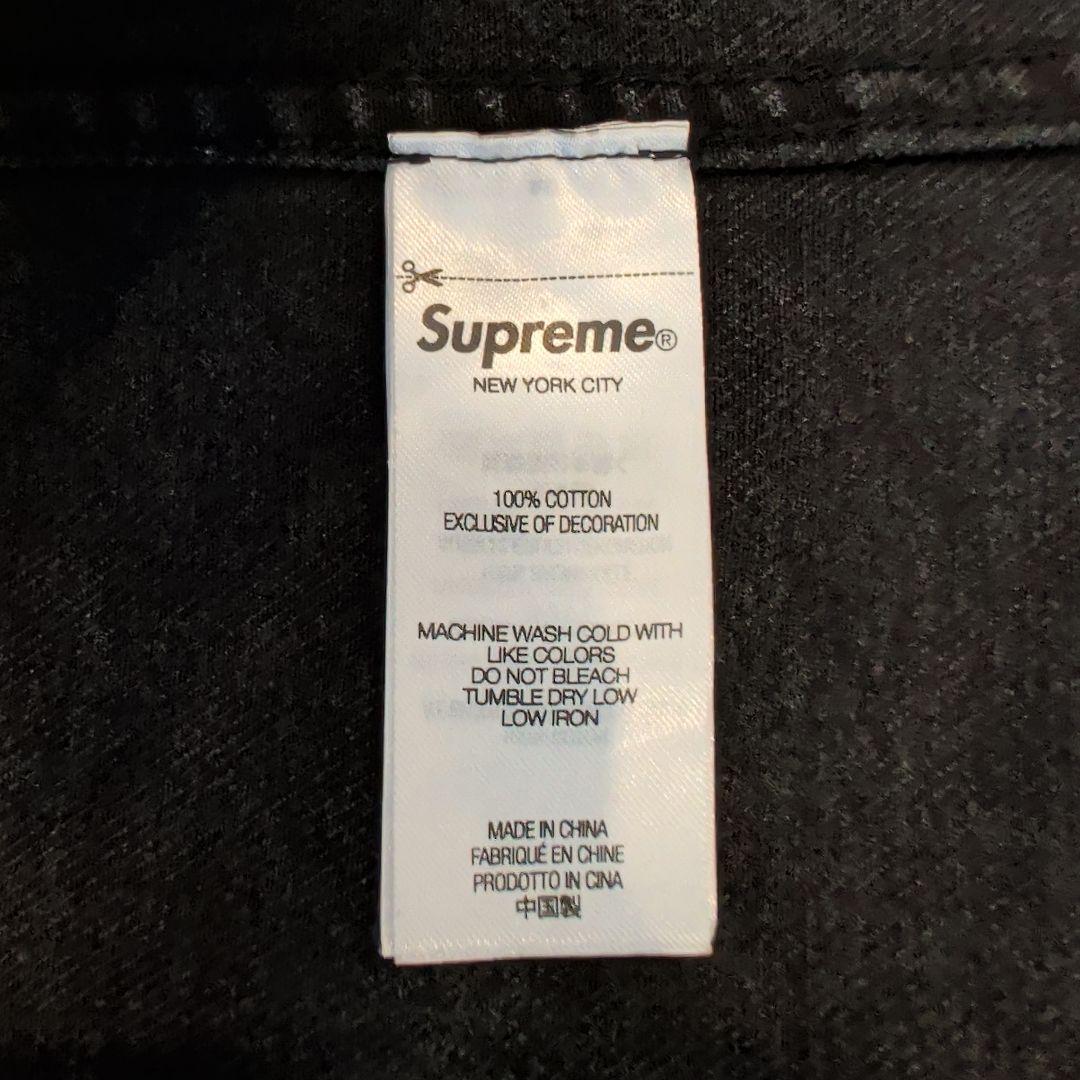 Supreme®
NEW YORK CITY
100% COTTON
EXCLUSIVE OF DECORATION
MACHINE WASH COLD WITH
LIKE COLORS
DO NOT BLEACH
TUMBLE DRY LOW
LOW IRON
MADE IN CHINA
FABRIQUÉ EN CHINE
PRODOTTO IN CINA
中国製